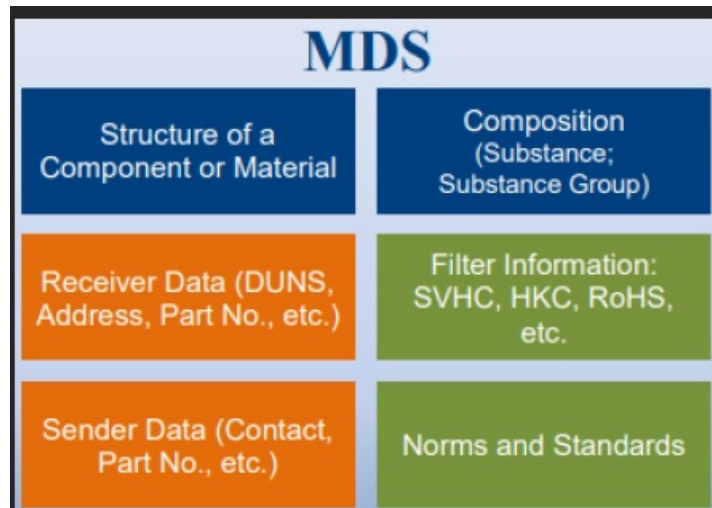 MDS
Structure of a
Component or Material
Composition
(Substance;
Substance Group)
Receiver Data (DUNS,
Address, Part No., etc.)
Filter Information:
SVHC, HKC, RoHS,
etc.
Sender Data (Contact,
Part No., etc.)
Norms and Standards